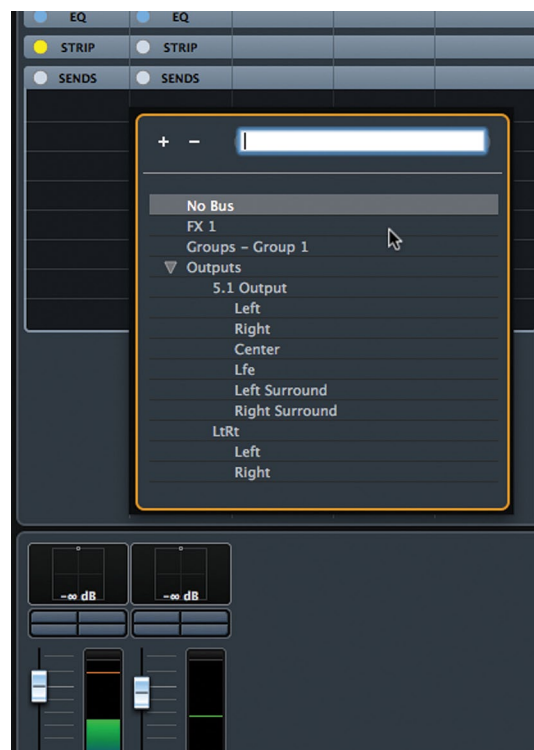 EQ EQ
STRIP STRIP
SENDS SENDS
+ −
No Bus
FX 1
Groups – Group 1
Outputs
5.1 Output
Left
Right
Center
Lfe
Left Surround
Right Surround
LtRt
Left
Right
-∞ dB -∞ dB